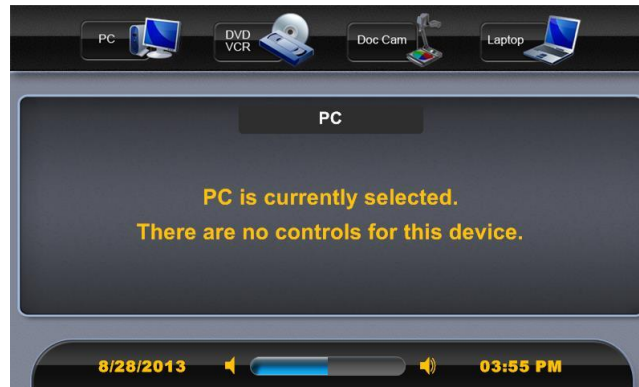 PC
DVD
VCR
Doc Cam
Laptop
PC
PC is currently selected.
There are no controls for this device.
8/28/2013
03:55 PM